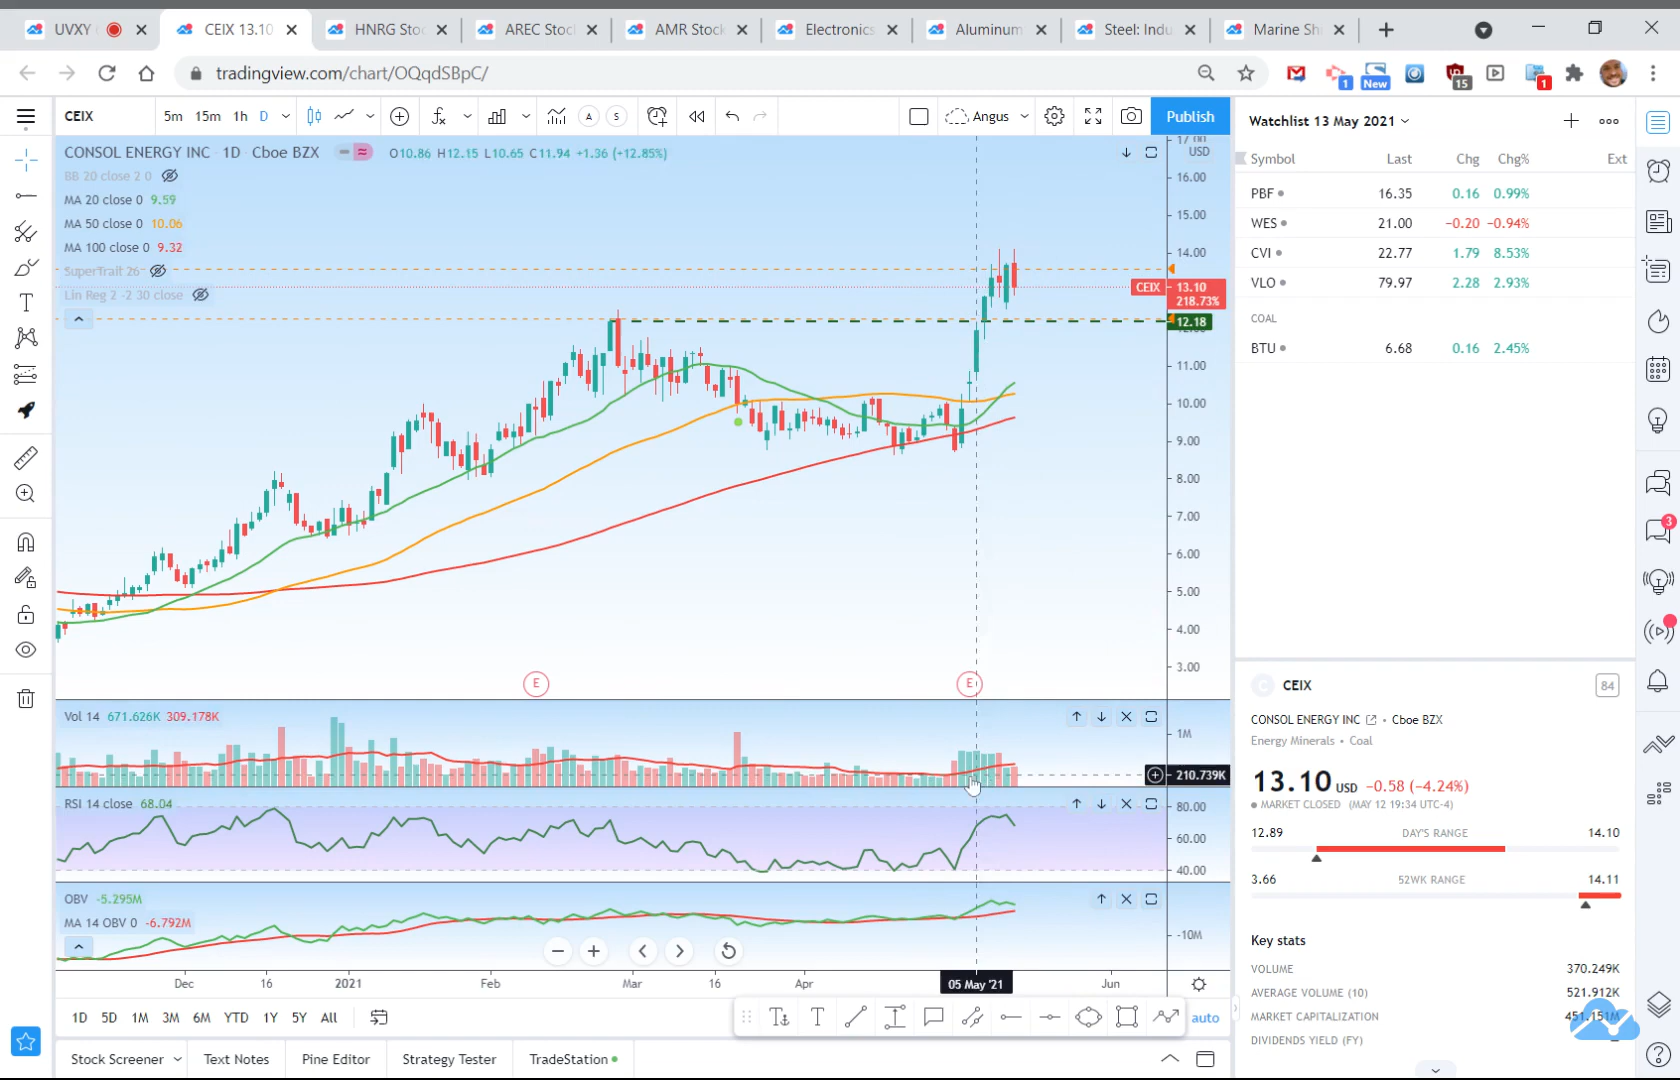 UVXY
CEIX 13.10
HNRG Stoc
AREC Stoc
AMR Stock
Electronics
Aluminum
Steel: Indu
Marine Shi
tradingview.com/chart/OQqdSBpC/
1
New
15
1
CEIX
5m 15m 1h D
A
S
Angus
Publish
CONSOL ENERGY INC · 1D · Cboe BZX
O10.86 H12.15 L10.65 C11.94 +1.36 (+12.85%)
BB 20 close 2 0
MA 20 close 0 9.59
MA 50 close 0 10.06
MA 100 close 0 9.32
SuperTrait 26
Lin Reg 2 -2 30 close
17.00
USD
16.00
15.00
14.00
CEIX 13.10
218.73%
12.18
12.00
11.00
10.00
9.00
8.00
7.00
6.00
5.00
4.00
3.00
E
E
Vol 14 671.626K 309.178K
1M
210.739K
RSI 14 close 68.04
80.00
60.00
40.00
OBV -5.295M
MA 14 OBV 0 -6.792M
-10M
Dec 16 2021 Feb Mar 16 Apr 05 May '21 Jun
1D 5D 1M 3M 6M YTD 1Y 5Y All
auto
Stock Screener Text Notes Pine Editor Strategy Tester TradeStation
Watchlist 13 May 2021
Symbol Last Chg Chg% Ext
PBF 16.35 0.16 0.99%
WES 21.00 -0.20 -0.94%
CVI 22.77 1.79 8.53%
VLO 79.97 2.28 2.93%
COAL
BTU 6.68 0.16 2.45%
3
C CEIX 84
CONSOL ENERGY INC • Cboe BZX
Energy Minerals • Coal
13.10 USD -0.58 (-4.24%)
MARKET CLOSED (MAY 12 19:34 UTC-4)
12.89 DAY'S RANGE 14.10
3.66 52WK RANGE 14.11
Key stats
VOLUME 370.249K
AVERAGE VOLUME (10) 521.912K
MARKET CAPITALIZATION 451.151M
DIVIDENDS YIELD (FY)